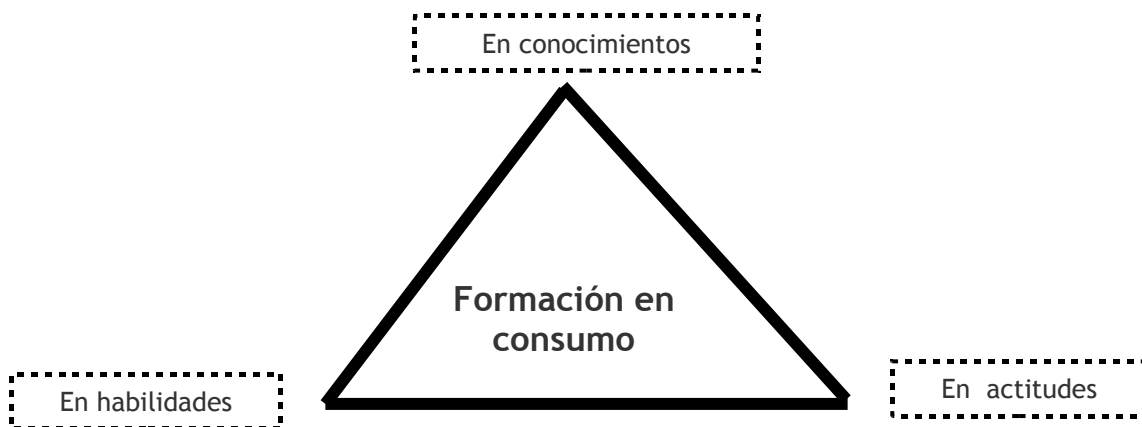 En conocimientos
Formación en
consumo
En habilidades
En actitudes